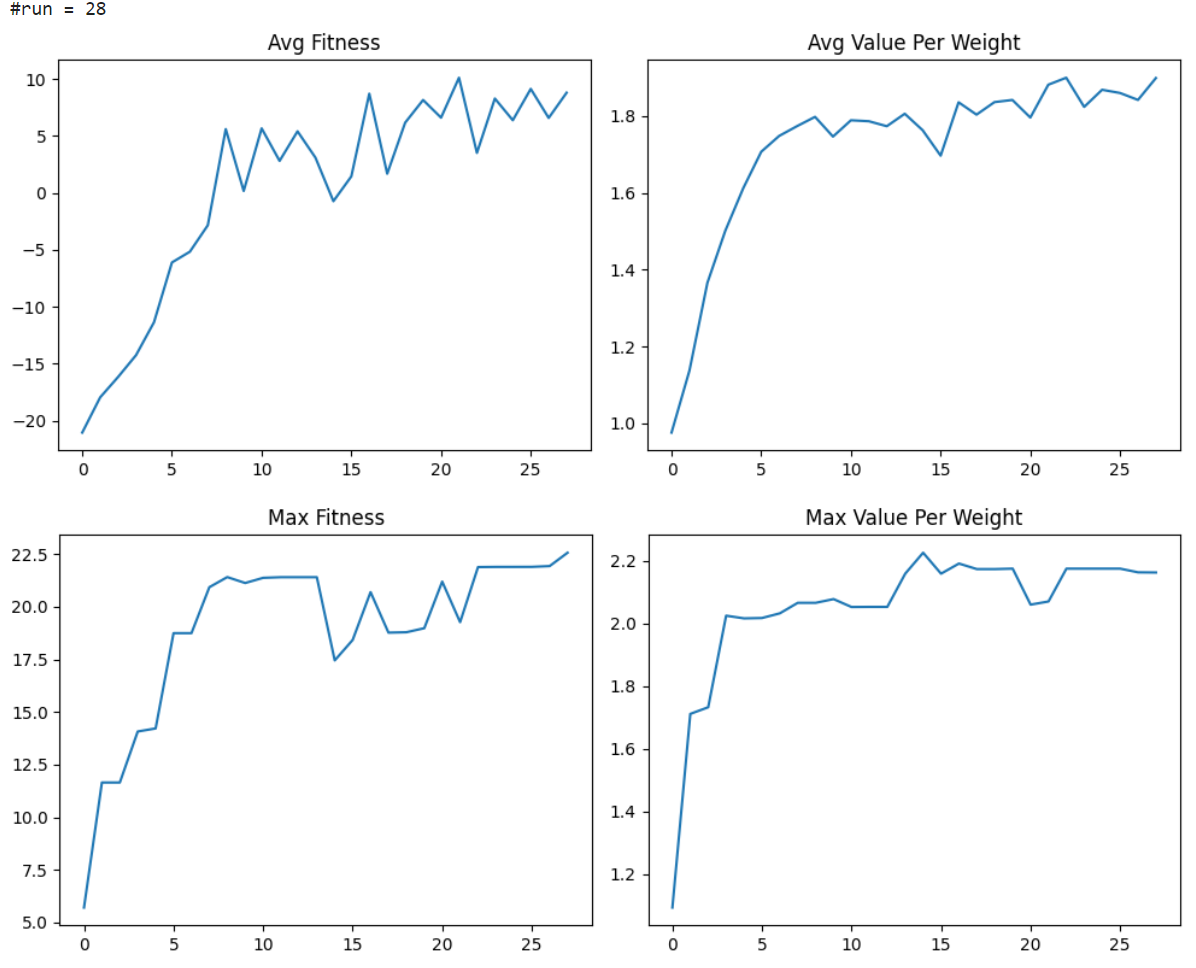 #run = 28
Avg Fitness
10
5
0
−5
−10
−15
−20
0 5 10 15 20 25
Avg Value Per Weight
1.8
1.6
1.4
1.2
1.0
0 5 10 15 20 25
Max Fitness
22.5
20.0
17.5
15.0
12.5
10.0
7.5
5.0
0 5 10 15 20 25
Max Value Per Weight
2.2
2.0
1.8
1.6
1.4
1.2
0 5 10 15 20 25